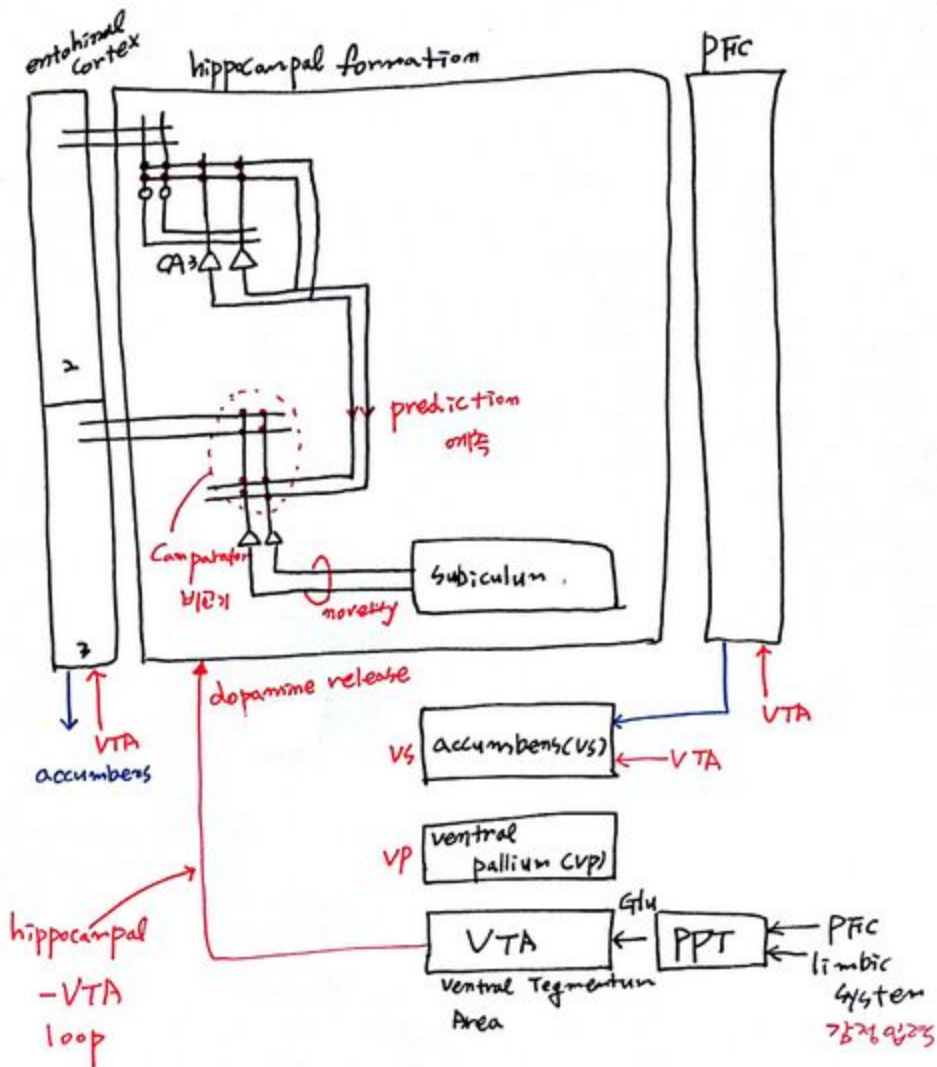 entohinal
cortex
hippocampal formation
PFC
CA3
2
prediction
예측
Comparator
비교기
novelty
subiculum.
3
dopamine release
VTA
accumbens
VS
accumbens(VS)
VTA
VTA
VP
ventral
pallium (VP)
hippocampal
-VTA
loop
VTA
Glu
PPT
PFC
limbic
system
감정입력
Ventral Tegmentum
Area